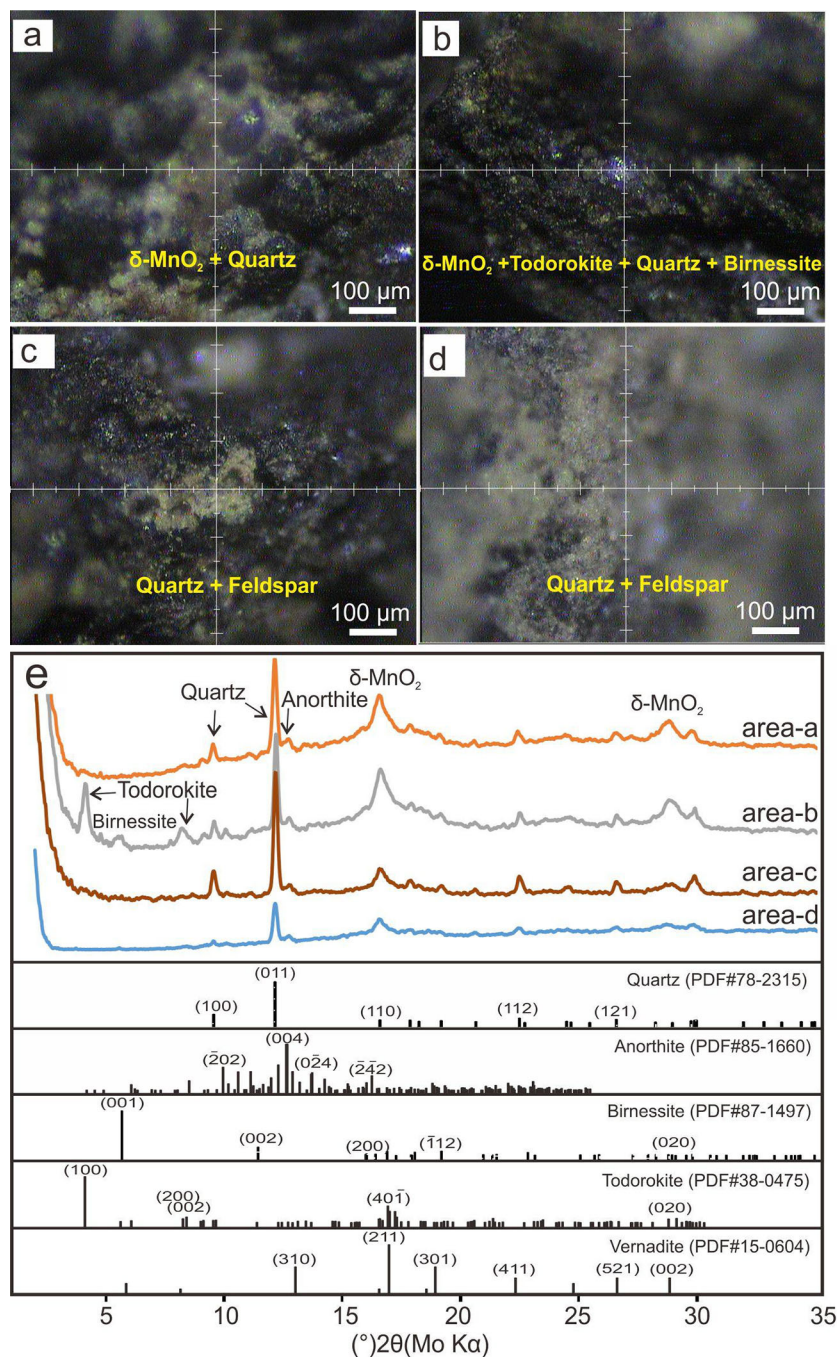 a
δ-MnO₂ + Quartz
100 µm
b
δ-MnO₂ +Todorokite + Quartz + Birnessite
100 µm
c
Quartz + Feldspar
100 µm
d
Quartz + Feldspar
100 µm
e
δ-MnO₂
Quartz
Anorthite
δ-MnO₂
area-a
Todorokite
Birnessite
area-b
area-c
area-d
Quartz (PDF#78-2315)
(011)
(100)
(110)
(112)
(121)
Anorthite (PDF#85-1660)
(004)
(2̅02)
(02̅4)
(2̅4̅2)
Birnessite (PDF#87-1497)
(001)
(002)
(200)
(1̅12)
(020)
Todorokite (PDF#38-0475)
(100)
(200)
(002)
(401̅)
(020)
Vernadite (PDF#15-0604)
(211)
(310)
(301)
(411)
(521)
(002)
5 10 15 20 25 30 35
(°)2θ(Mo Kα)